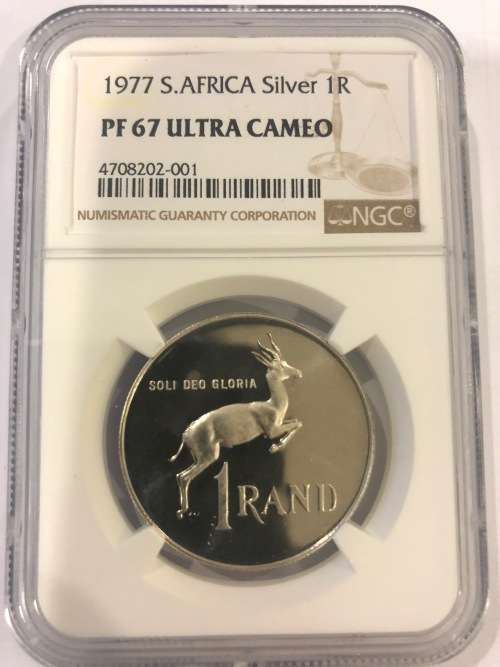 1977 S.AFRICA Silver 1R
PF 67 ULTRA CAMEO
4708202-001
NUMISMATIC GUARANTY CORPORATION NGC®
SOLI DEO GLORIA
1 RAND